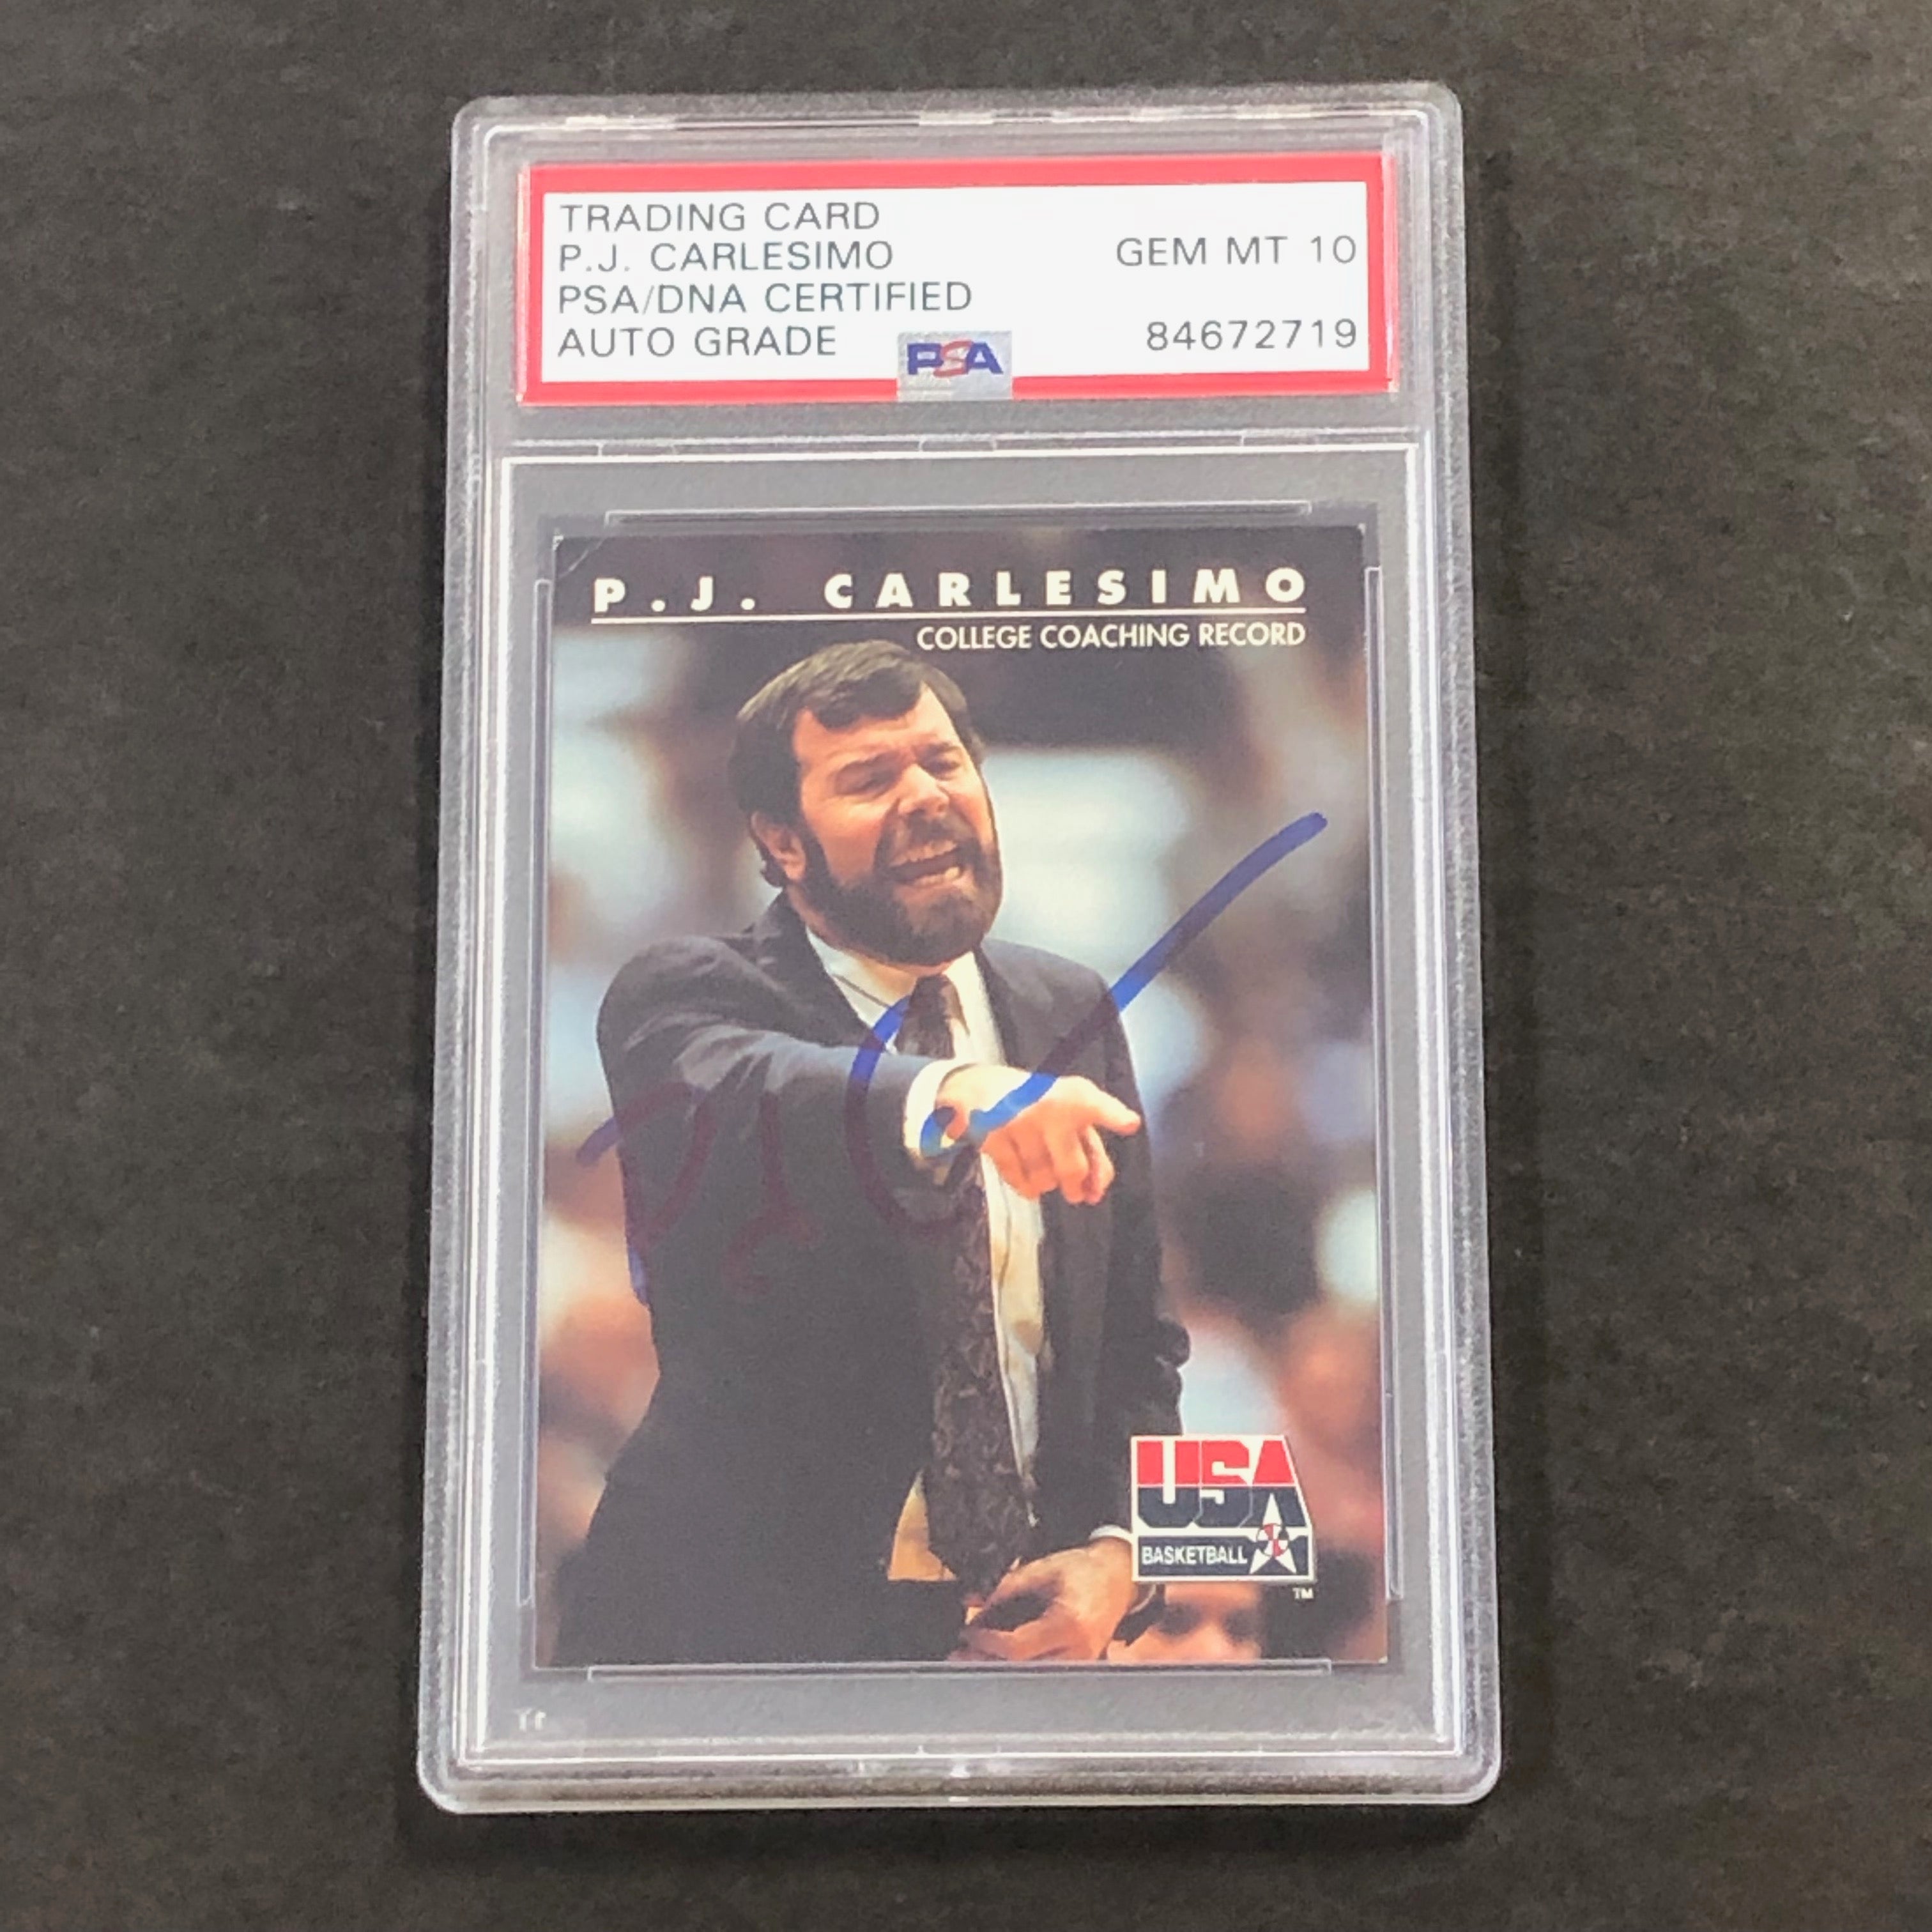 TRADING CARD
P.J. CARLESIMO
GEM MT 10
PSA/DNA CERTIFIED
AUTO GRADE
84672719
PSA
P.J. CARLESIMO
COLLEGE COACHING RECORD
USA
BASKETBALL
TM